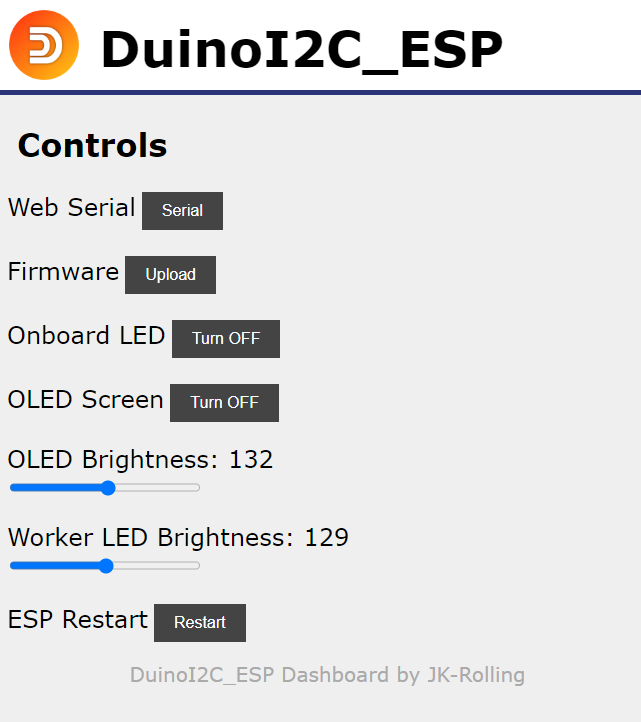 DuinoI2C_ESP
Controls
Web Serial Serial
Firmware Upload
Onboard LED Turn OFF
OLED Screen Turn OFF
OLED Brightness: 132
Worker LED Brightness: 129
ESP Restart Restart
DuinoI2C_ESP Dashboard by JK-Rolling